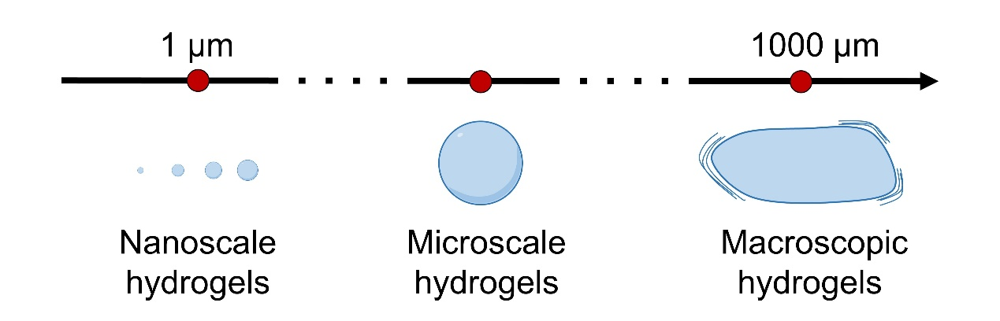 1 μm
1000 μm
Nanoscale
hydrogels
Microscale
hydrogels
Macroscopic
hydrogels